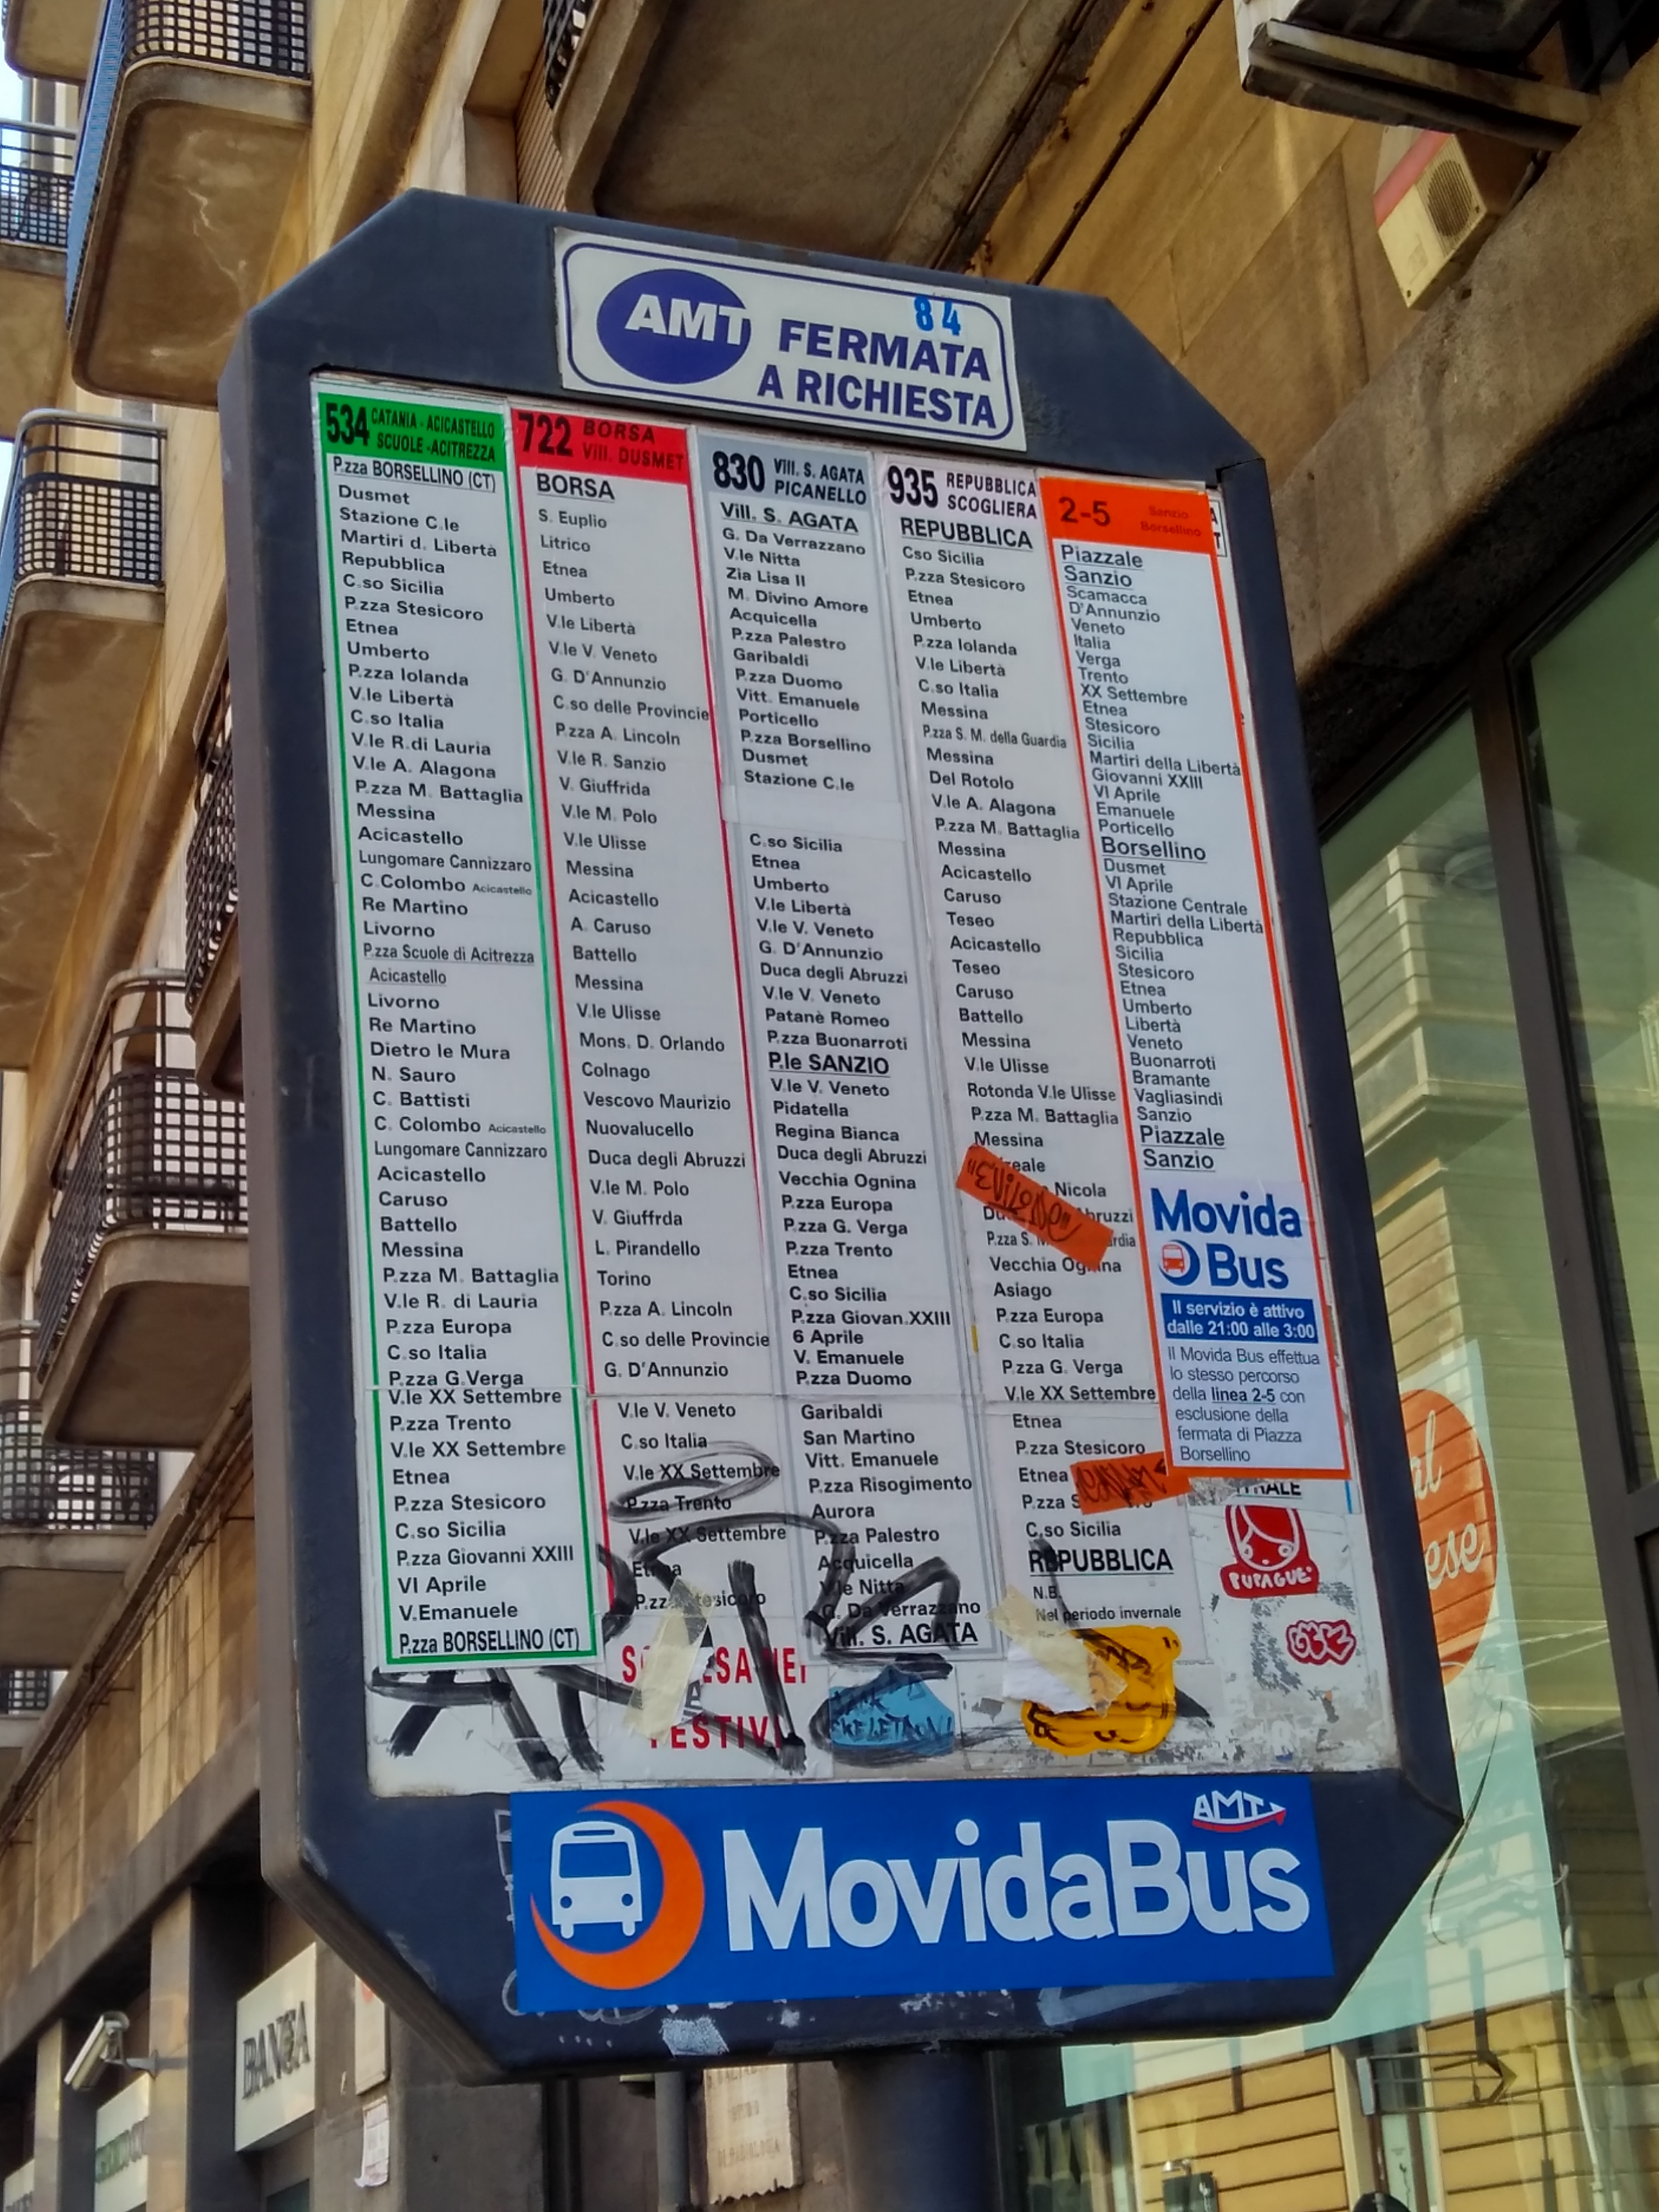 84
AMT FERMATA
A RICHIESTA
534 CATANIA - ACICASTELLO
SCUOLE -ACITREZZA
P.zza BORSELLINO (CT)
Dusmet
Stazione C.le
Martiri d. Libertà
Repubblica
C.so Sicilia
P.zza Stesicoro
Etnea
Umberto
P.zza Iolanda
V.le Libertà
C.so Italia
V.le R.di Lauria
V.le A. Alagona
P.zza M. Battaglia
Messina
Acicastello
Lungomare Cannizzaro
C.Colombo Acicastello
Re Martino
Livorno
P.zza Scuole di Acitrezza
Acicastello
Livorno
Re Martino
Dietro le Mura
N. Sauro
C. Battisti
C. Colombo Acicastello
Lungomare Cannizzaro
Acicastello
Caruso
Battello
Messina
P.zza M. Battaglia
V.le R. di Lauria
P.zza Europa
C.so Italia
P.zza G.Verga
V.le XX Settembre
P.zza Trento
V.le XX Settembre
Etnea
P.zza Stesicoro
C.so Sicilia
P.zza Giovanni XXIII
VI Aprile
V.Emanuele
P.zza BORSELLINO (CT)
722 BORSA
Vill. DUSMET
BORSA
S. Euplio
Litrico
Etnea
Umberto
V.le Libertà
V.le V. Veneto
G. D'Annunzio
C.so delle Provincie
P.zza A. Lincoln
V.le R. Sanzio
V. Giuffrida
V.le M. Polo
V.le Ulisse
Messina
Acicastello
A. Caruso
Battello
Messina
V.le Ulisse
Mons. D. Orlando
Colnago
Vescovo Maurizio
Nuovalucello
Duca degli Abruzzi
V.le M. Polo
V. Giuffrda
L. Pirandello
Torino
P.zza A. Lincoln
C.so delle Provincie
G. D'Annunzio
V.le V. Veneto
C.so Italia
V.le XX Settembre
P.zza Trento
V.le XX Settembre
Etnea
P.zza Stesicoro
FESTIVI
830 Vill. S. AGATA
PICANELLO
Vill. S. AGATA
G. Da Verrazzano
V.le Nitta
Zia Lisa II
M. Divino Amore
Acquicella
P.zza Palestro
Garibaldi
P.zza Duomo
Vitt. Emanuele
Porticello
P.zza Borsellino
Dusmet
Stazione C.le
C.so Sicilia
Etnea
Umberto
V.le Libertà
V.le V. Veneto
G. D'Annunzio
Duca degli Abruzzi
V.le V. Veneto
Patanè Romeo
P.zza Buonarroti
P.le SANZIO
V.le V. Veneto
Pidatella
Regina Bianca
Duca degli Abruzzi
Vecchia Ognina
P.zza Europa
P.zza G. Verga
P.zza Trento
Etnea
C.so Sicilia
P.zza Giovan.XXIII
6 Aprile
V. Emanuele
P.zza Duomo
Garibaldi
San Martino
Vitt. Emanuele
P.zza Risogimento
Aurora
P.zza Palestro
Acquicella
V.le Nitta
G. Da Verrazzano
Vill. S. AGATA
935 REPUBBLICA
SCOGLIERA
REPUBBLICA
Cso Sicilia
P.zza Stesicoro
Etnea
Umberto
P.zza Iolanda
V.le Libertà
C.so Italia
Messina
P.zza S. M. della Guardia
Messina
Del Rotolo
V.le A. Alagona
P.zza M. Battaglia
Messina
Acicastello
Caruso
Teseo
Acicastello
Teseo
Caruso
Battello
Messina
V.le Ulisse
Rotonda V.le Ulisse
P.zza M. Battaglia
Messina
Nicola
P.zza S.
Vecchia Ognina
Asiago
P.zza Europa
C.so Italia
P.zza G. Verga
V.le XX Settembre
Etnea
P.zza Stesicoro
Etnea
P.zza
C.so Sicilia
REPUBBLICA
N.B.
Nel periodo invernale
2-5 Sanzio
Borsellino
Piazzale
Sanzio
Scamacca
D'Annunzio
Veneto
Italia
Verga
Trento
XX Settembre
Etnea
Stesicoro
Sicilia
Martiri della Libertà
Giovanni XXIII
VI Aprile
Emanuele
Porticello
Borsellino
Dusmet
VI Aprile
Stazione Centrale
Martiri della Libertà
Repubblica
Sicilia
Stesicoro
Etnea
Umberto
Libertà
Veneto
Buonarroti
Bramante
Vagliasindi
Sanzio
Piazzale
Sanzio
Movida
Bus
Il servizio è attivo
dalle 21:00 alle 3:00
Il Movida Bus effettua
lo stesso percorso
della linea 2-5 con
esclusione della
fermata di Piazza
Borsellino
PUPAGUE'
AMT
MovidaBus
BANCA